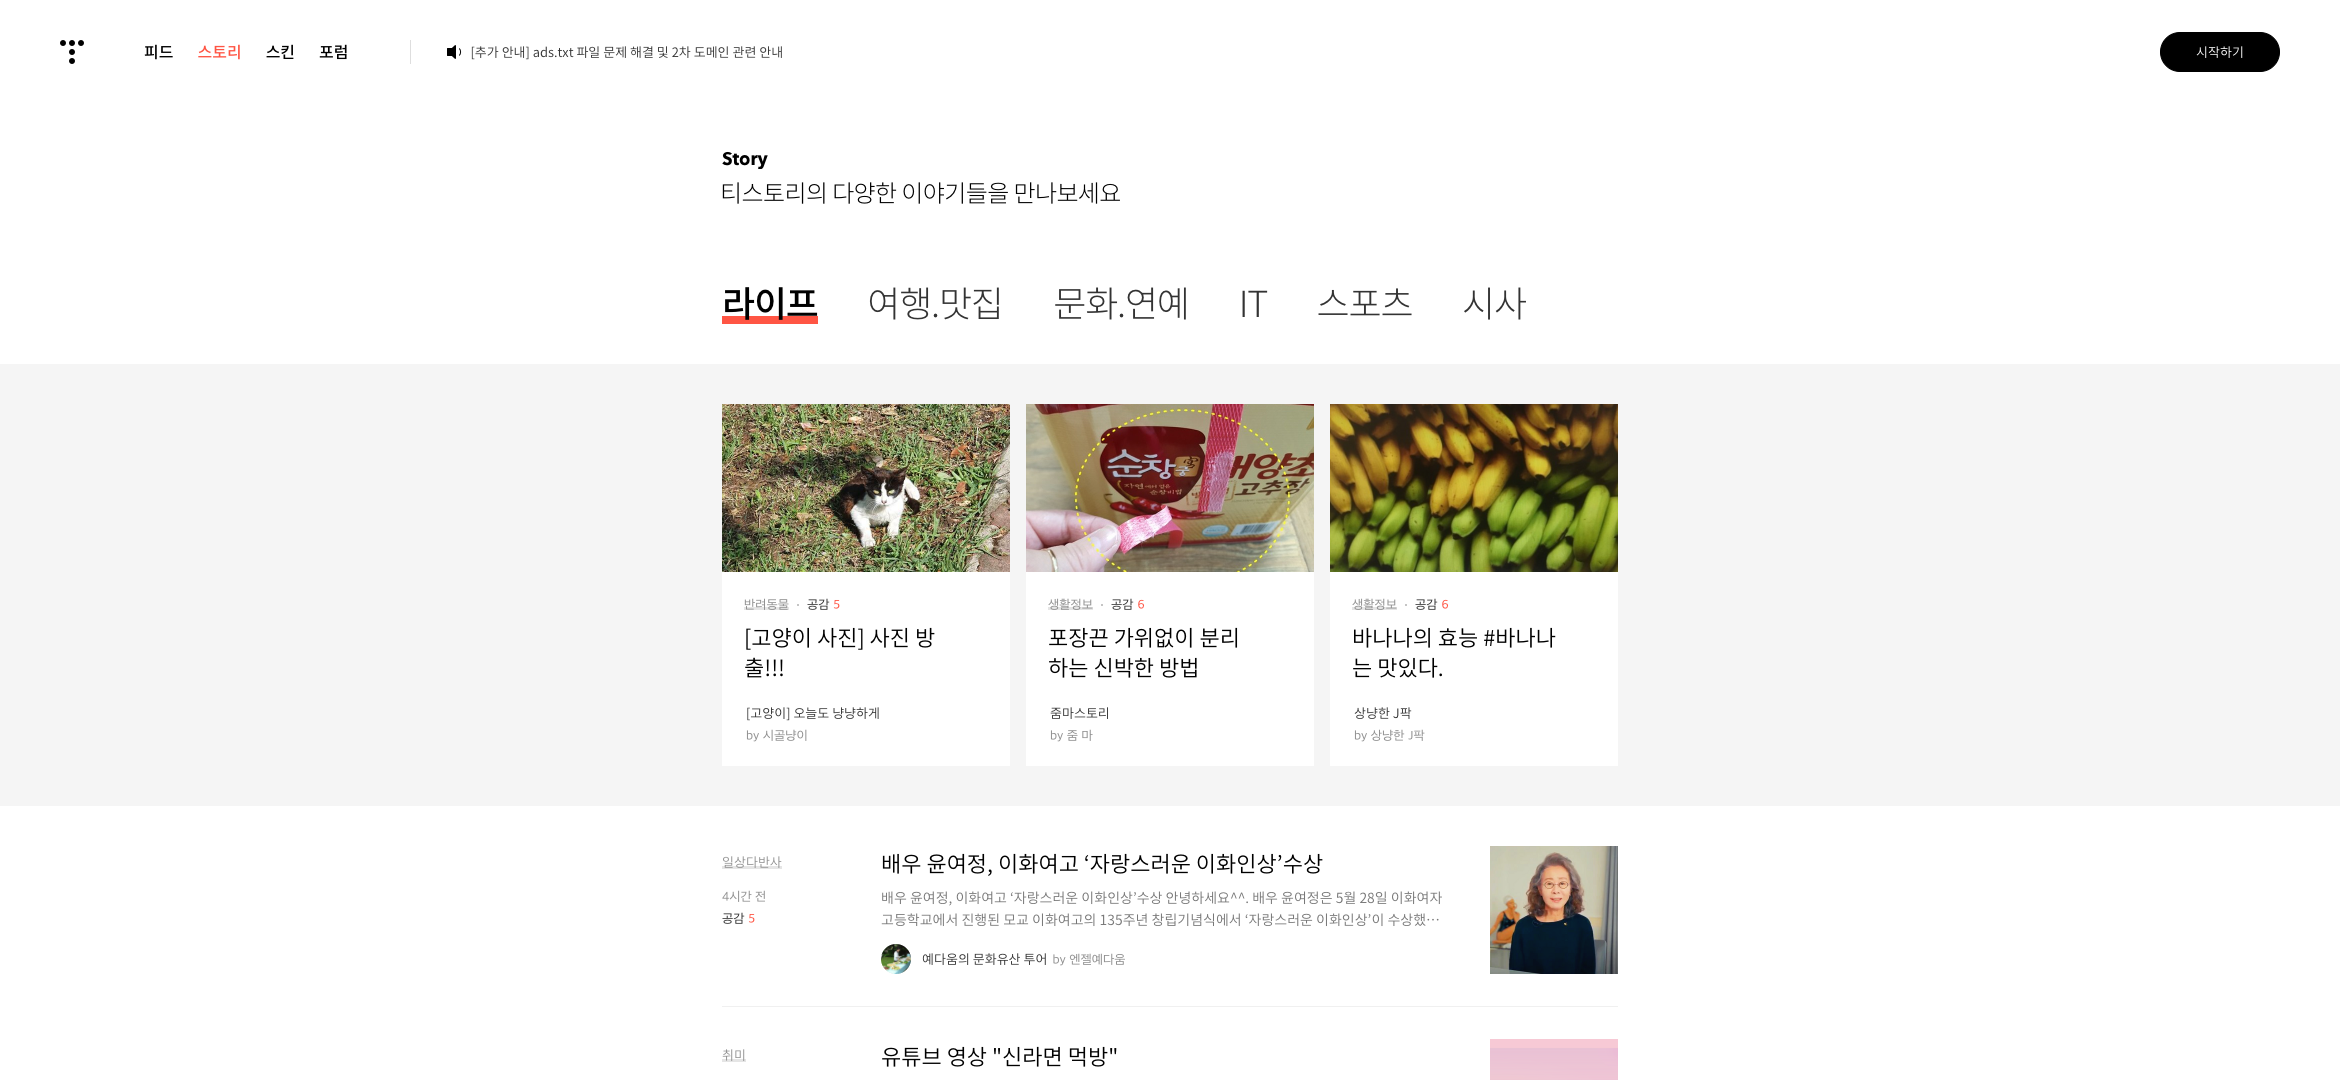 피드 스토리 스킨 포럼 [추가 안내] ads.txt 파일 문제 해결 및 2차 도메인 관련 안내 시작하기
Story
티스토리의 다양한 이야기들을 만나보세요
라이프 여행.맛집 문화.연예 IT 스포츠 시사
순창궁
고추장
반려동물 · 공감 5
[고양이 사진] 사진 방
출!!!
[고양이] 오늘도 냥냥하게
by 시골냥이
생활정보 · 공감 6
포장끈 가위없이 분리
하는 신박한 방법
줌마스토리
by 줌 마
생활정보 · 공감 6
바나나의 효능 #바나나
는 맛있다.
상냥한 J팍
by 상냥한 J팍
일상다반사
4시간 전
공감 5
배우 윤여정, 이화여고 ‘자랑스러운 이화인상’수상
배우 윤여정, 이화여고 ‘자랑스러운 이화인상’수상 안녕하세요^^. 배우 윤여정은 5월 28일 이화여자
고등학교에서 진행된 모교 이화여고의 135주년 창립기념식에서 ‘자랑스러운 이화인상’이 수상했…
예다움의 문화유산 투어 by 엔젤예다움
취미
유튜브 영상 "신라면 먹방"